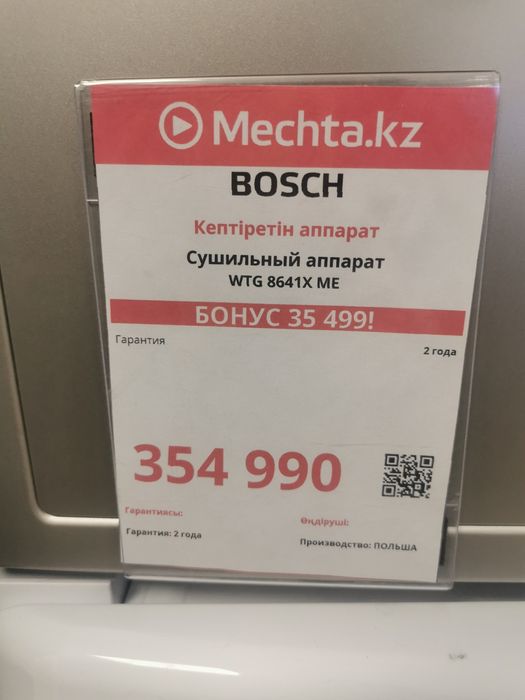 Mechta.kz
BOSCH
Кептіретін аппарат
Сушильный аппарат
WTG 8641X ME
БОНУС 35 499!
Гарантия 2 года
354 990
Гарантиясы:
Гарантия: 2 года
Өңдіруші:
Производство: ПОЛЬША